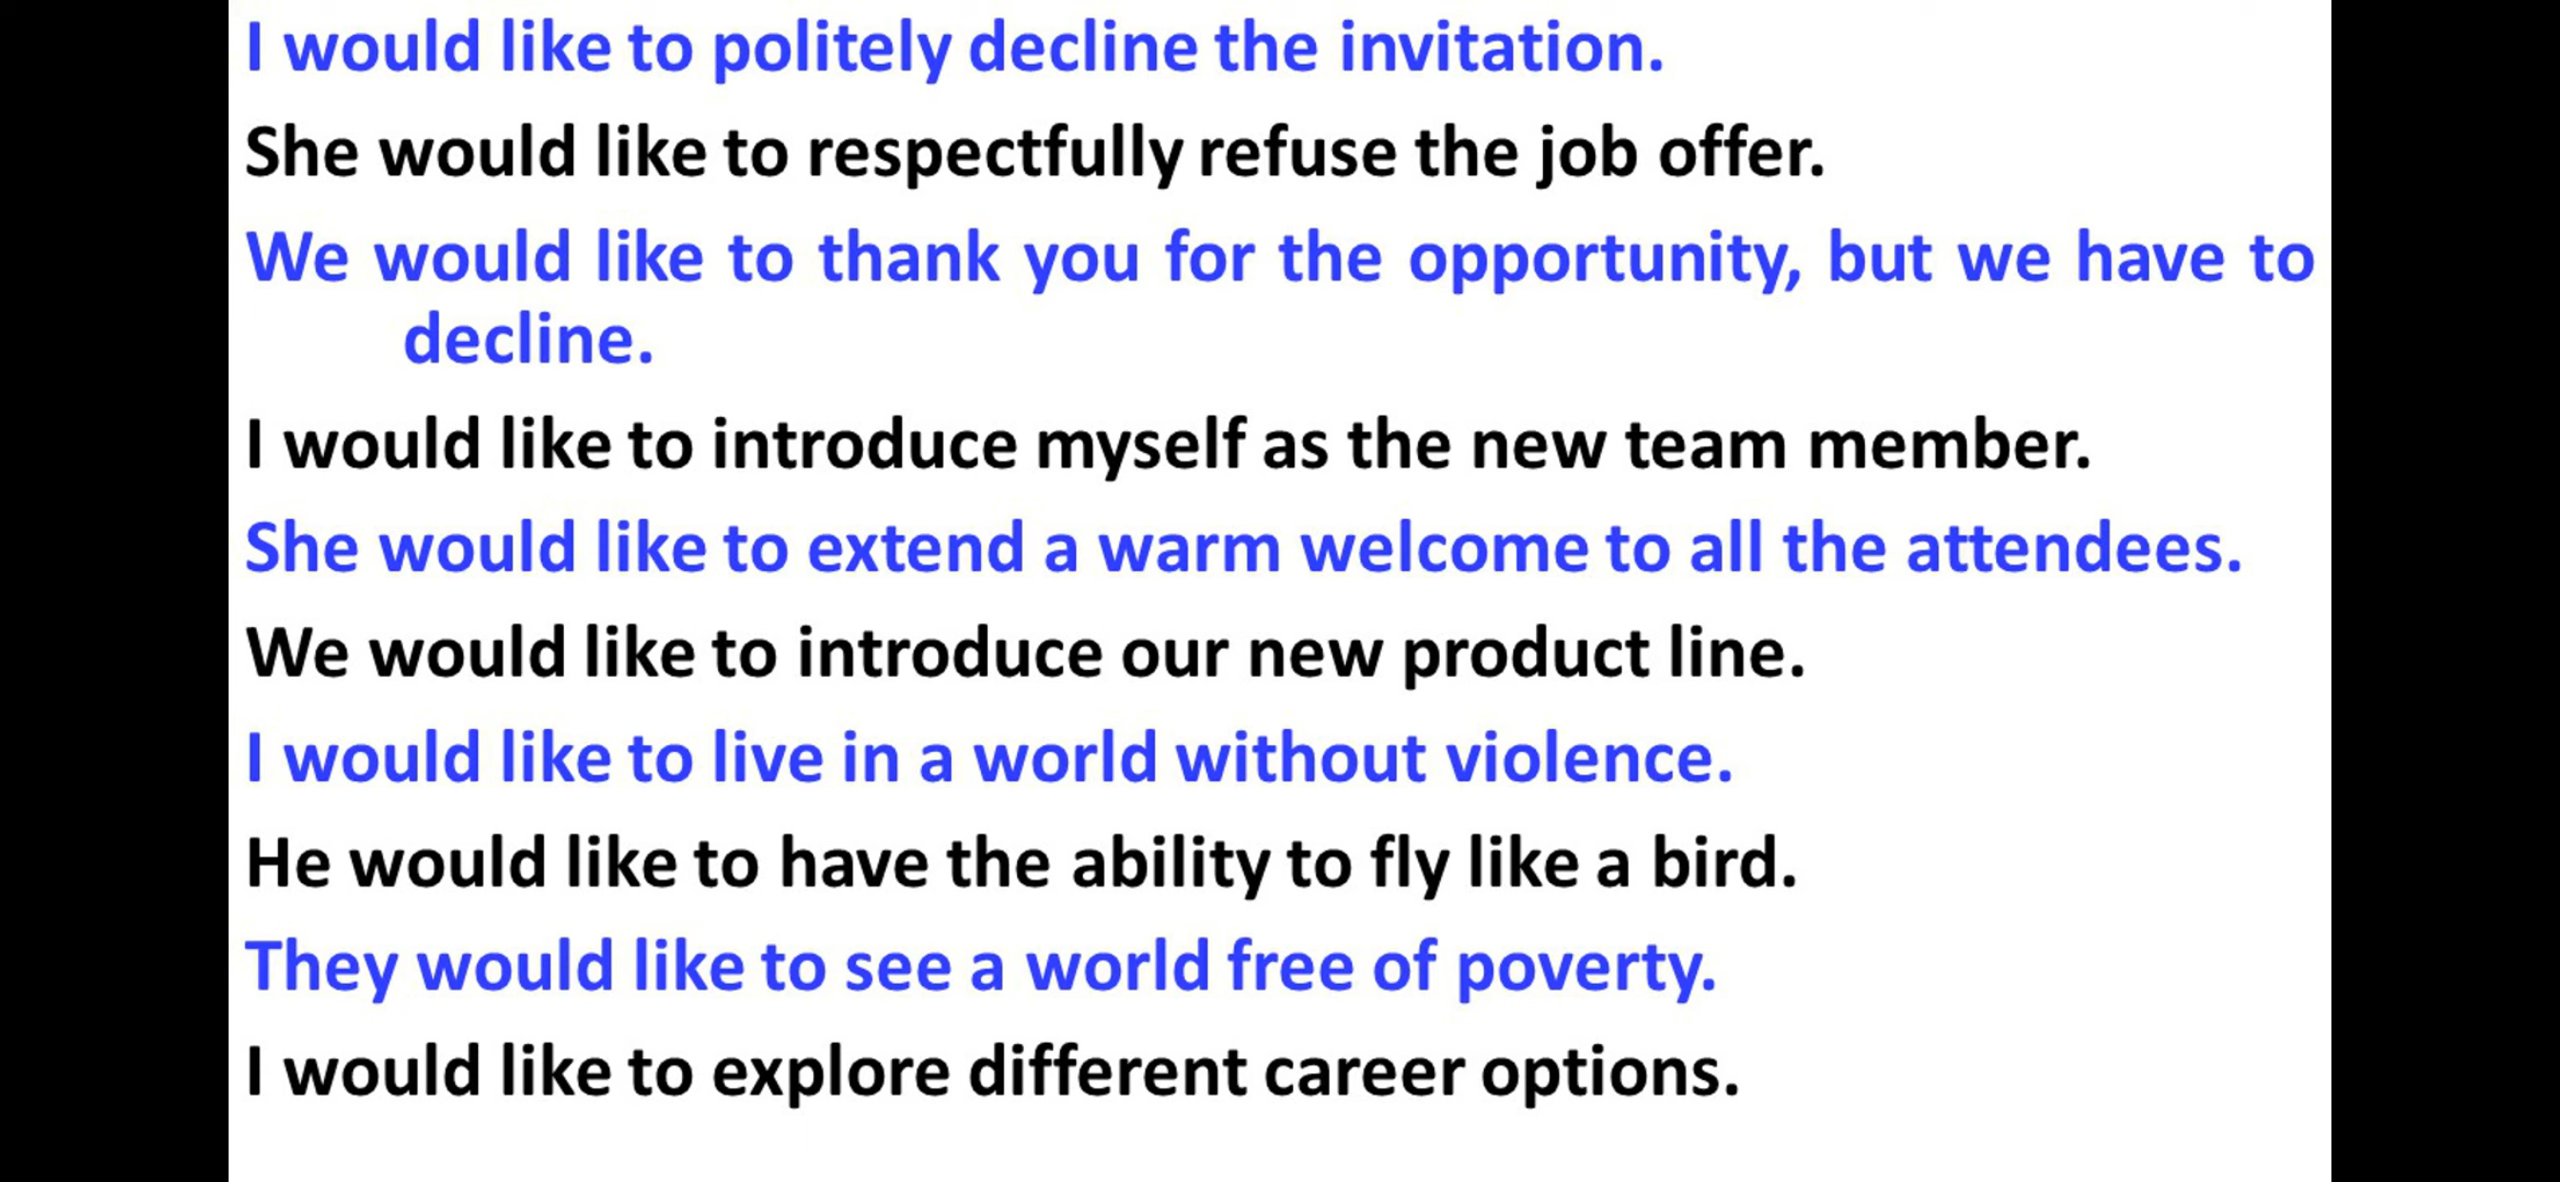 I would like to politely decline the invitation.
She would like to respectfully refuse the job offer.
We would like to thank you for the opportunity, but we have to
decline.
I would like to introduce myself as the new team member.
She would like to extend a warm welcome to all the attendees.
We would like to introduce our new product line.
I would like to live in a world without violence.
He would like to have the ability to fly like a bird.
They would like to see a world free of poverty.
I would like to explore different career options.